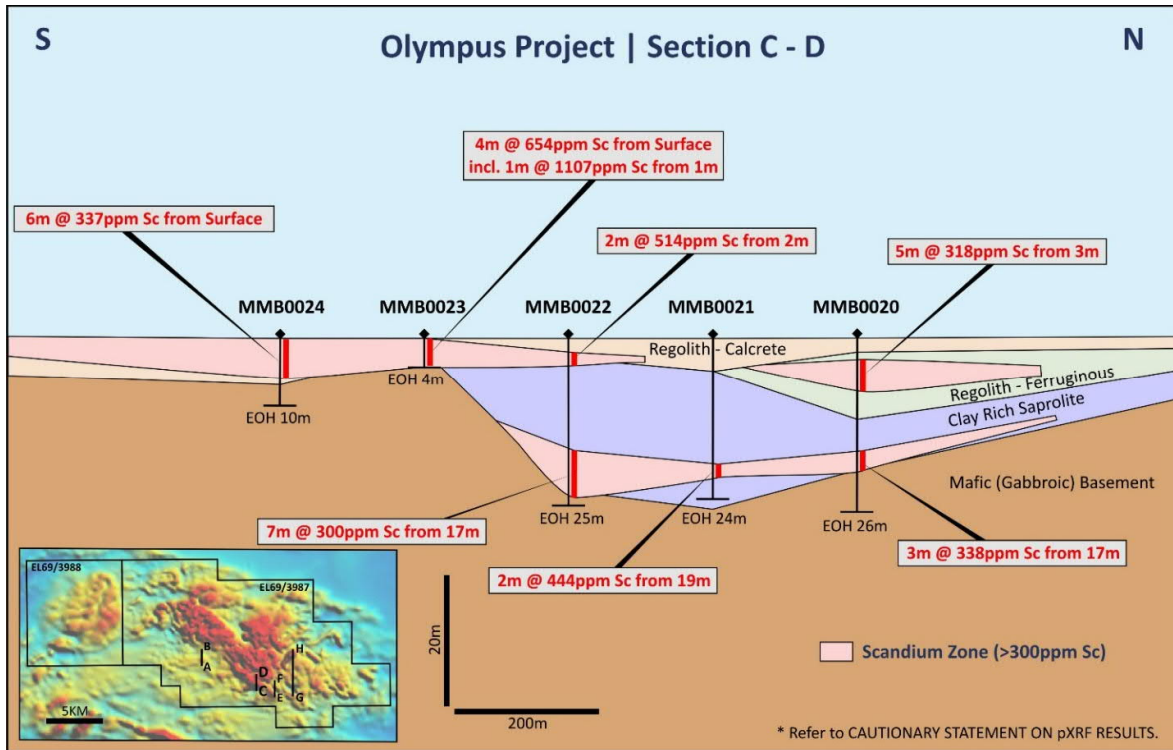 S
Olympus Project | Section C - D
N
4m @ 654ppm Sc from Surface
incl. 1m @ 1107ppm Sc from 1m
6m @ 337ppm Sc from Surface
2m @ 514ppm Sc from 2m
5m @ 318ppm Sc from 3m
MMB0024
MMB0023
MMB0022
MMB0021
MMB0020
Regolith - Calcrete
EOH 4m
Regolith - Ferruginous
EOH 10m
Clay Rich Saprolite
Mafic (Gabbroic) Basement
EOH 25m
EOH 24m
EOH 26m
7m @ 300ppm Sc from 17m
3m @ 338ppm Sc from 17m
2m @ 444ppm Sc from 19m
EL69/3988
EL69/3987
B
A
D
C
F
E
H
G
5KM
20m
200m
Scandium Zone (>300ppm Sc)
* Refer to CAUTIONARY STATEMENT ON pXRF RESULTS.